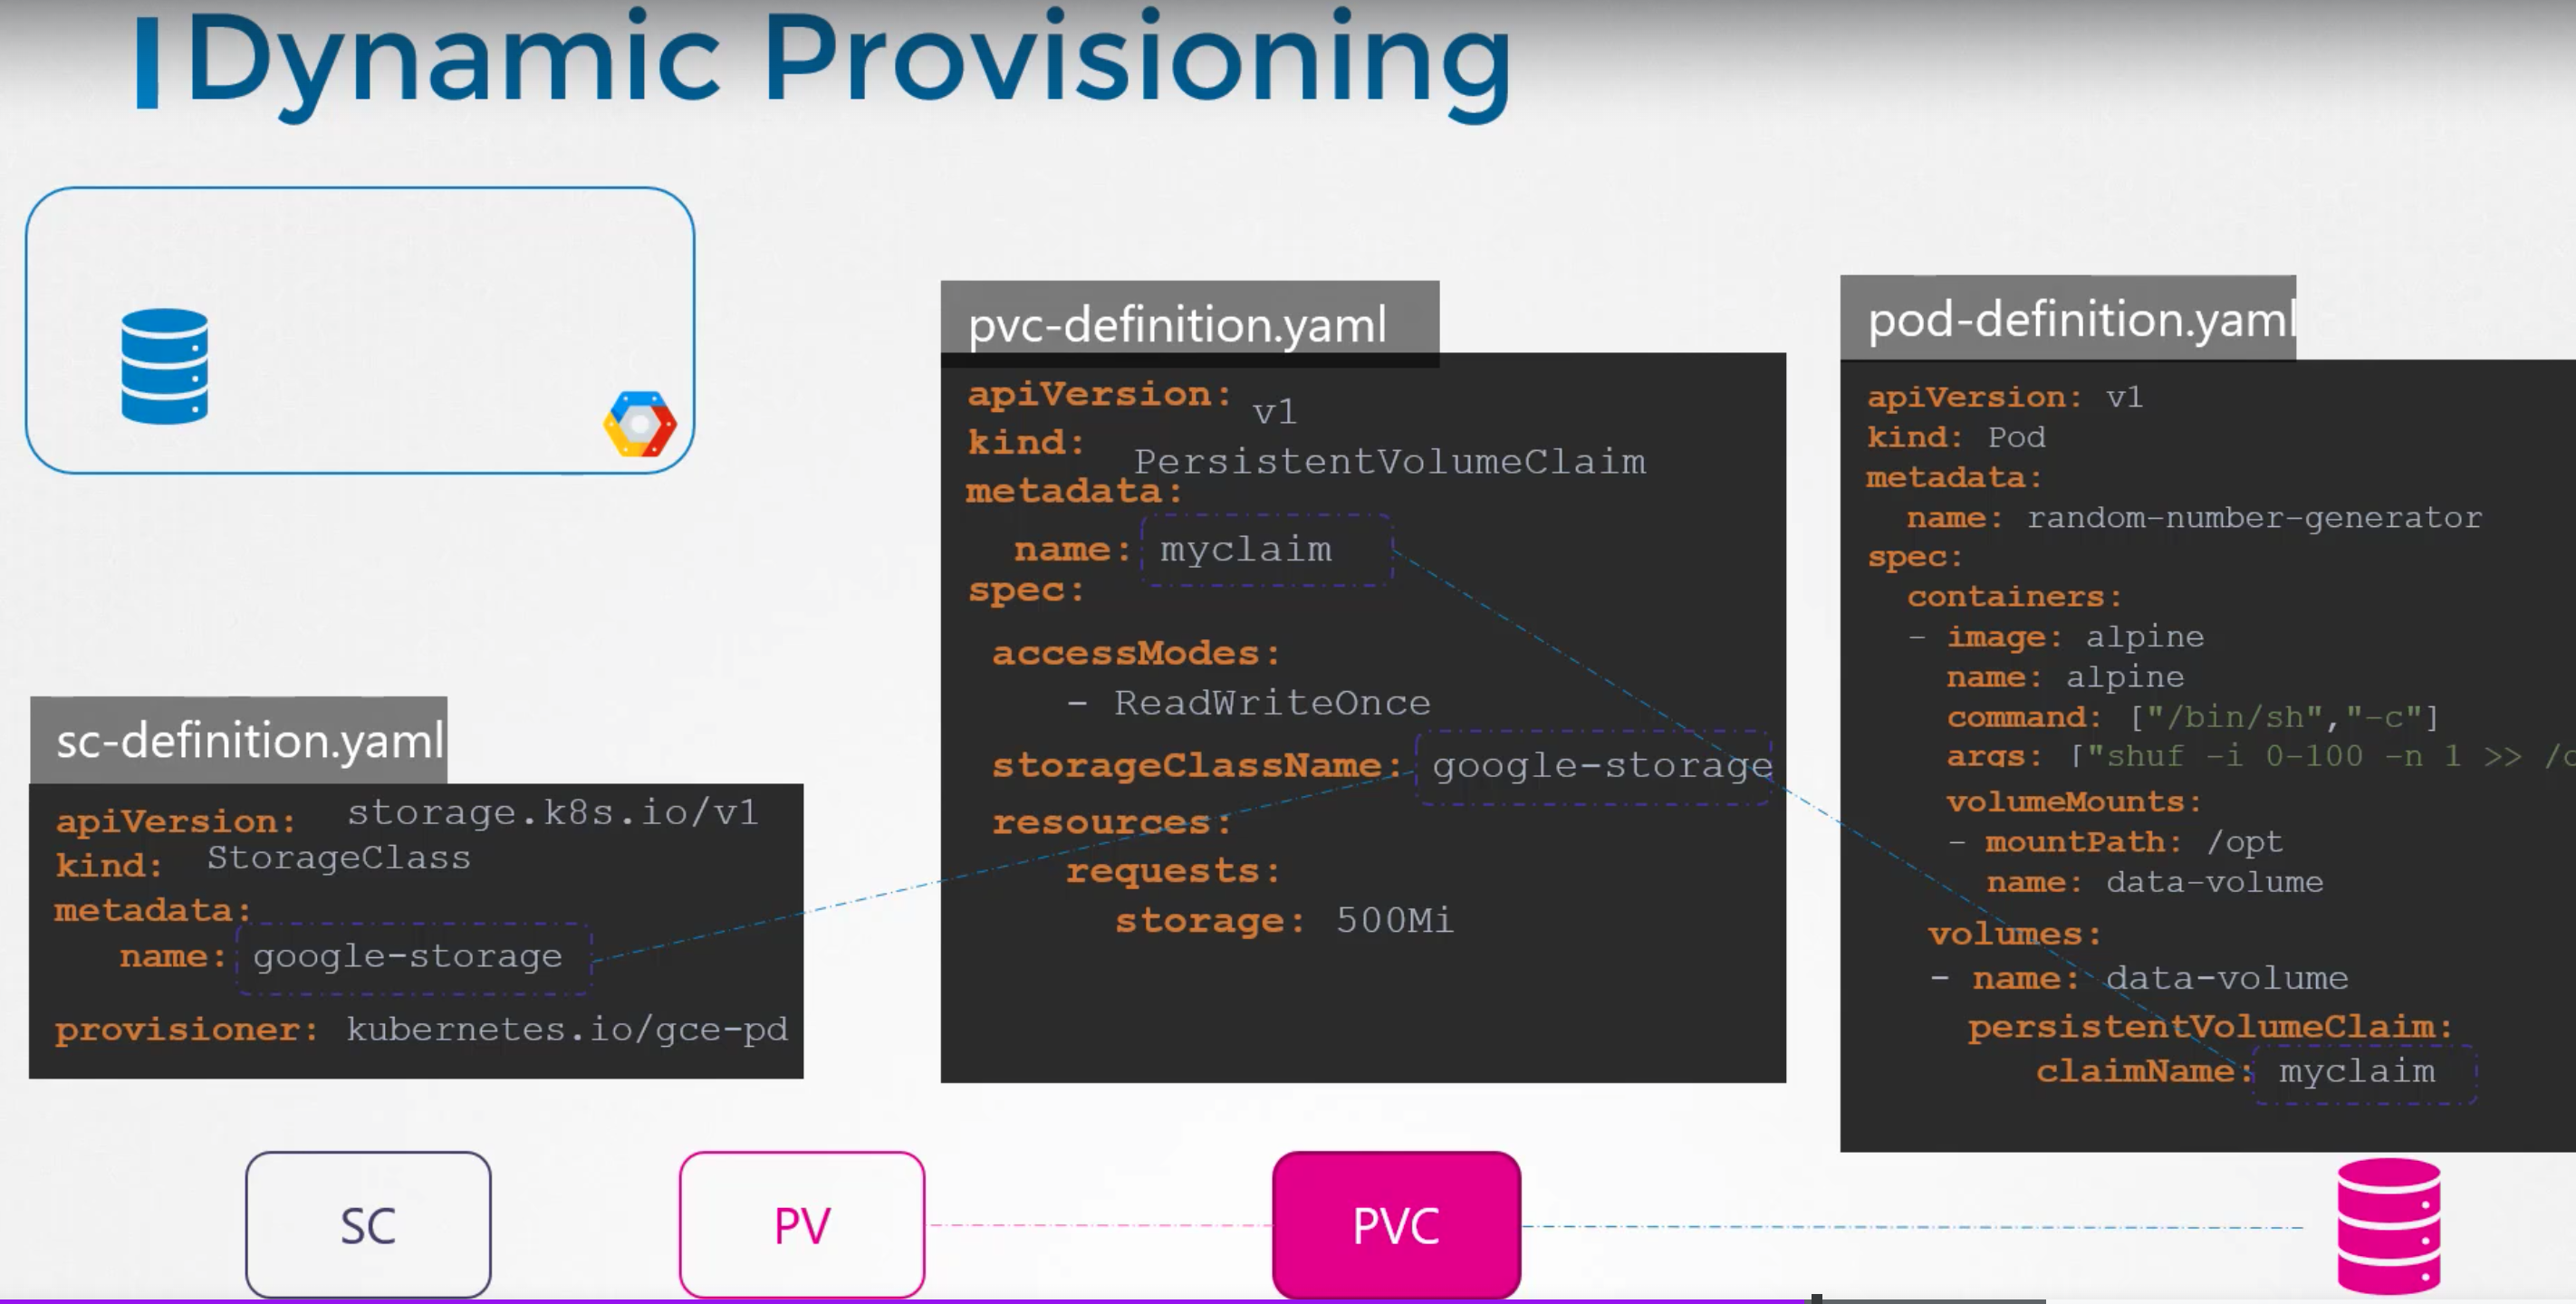 Dynamic Provisioning
sc-definition.yaml
apiVersion: storage.k8s.io/v1
kind: StorageClass
metadata:
name: google-storage
provisioner: kubernetes.io/gce-pd
pvc-definition.yaml
apiVersion: v1
kind: PersistentVolumeClaim
metadata:
name: myclaim
spec:
accessModes:
- ReadWriteOnce
storageClassName: google-storage
resources:
requests:
storage: 500Mi
pod-definition.yaml
apiVersion: v1
kind: Pod
metadata:
name: random-number-generator
spec:
containers:
- image: alpine
name: alpine
command: ["/bin/sh","-c"]
args: ["shuf -i 0-100 -n 1 >>
volumeMounts:
- mountPath: /opt
name: data-volume
volumes:
- name: data-volume
persistentVolumeClaim:
claimName: myclaim
SC
PV
PVC